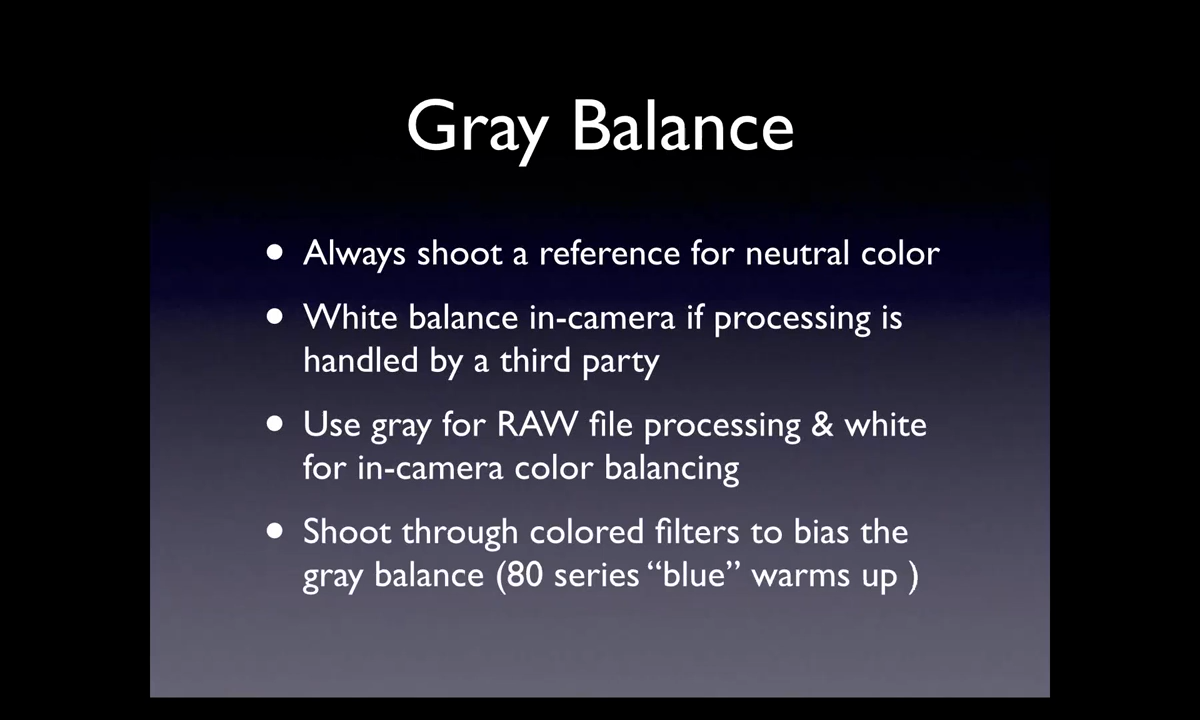 Gray Balance
• Always shoot a reference for neutral color
• White balance in-camera if processing is
handled by a third party
• Use gray for RAW file processing & white
for in-camera color balancing
• Shoot through colored filters to bias the
gray balance (80 series “blue” warms up )